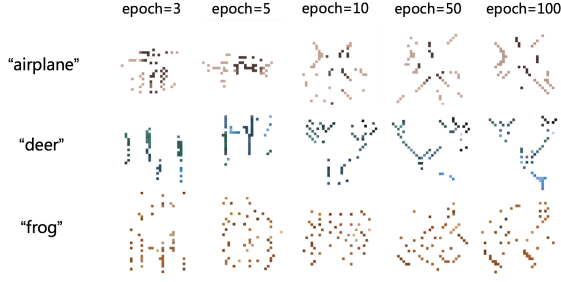 epoch=3 epoch=5 epoch=10 epoch=50 epoch=100
“airplane”
“deer”
“frog”